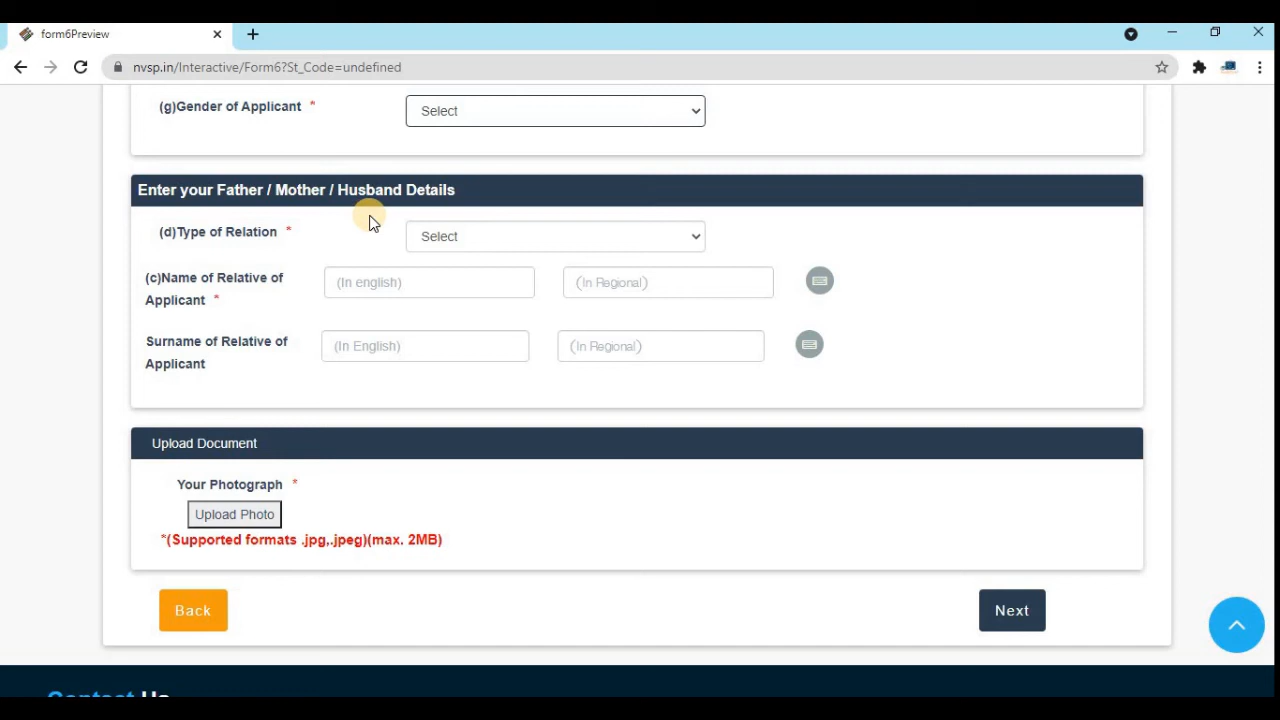 form6Preview
nvsp.in/Interactive/Form6?St_Code=undefined
(g)Gender of Applicant * Select
Enter your Father / Mother / Husband Details
(d)Type of Relation * Select
(c)Name of Relative of
Applicant * (In english) (In Regional)
Surname of Relative of
Applicant (In English) (In Regional)
Upload Document
Your Photograph *
Upload Photo
*(Supported formats .jpg,.jpeg)(max. 2MB)
Back Next
Contact Us